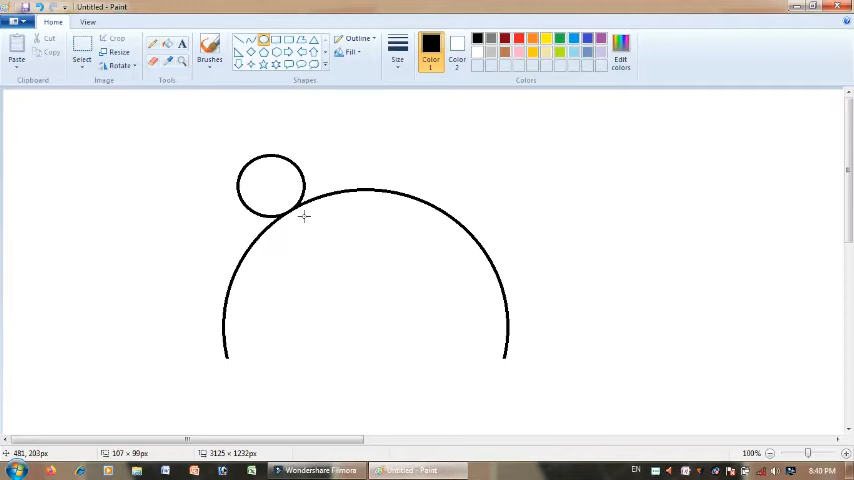 Untitled - Paint
Home
View
Cut
Copy
Paste
Clipboard
Crop
Resize
Rotate
Select
Image
A
Tools
Brushes
Shapes
Outline
Fill
Size
Color
1
Color
2
Edit
colors
Colors
481, 203px
107 × 99px
3125 × 1232px
100%
Wondershare Filmora
Untitled - Paint
EN
8:40 PM